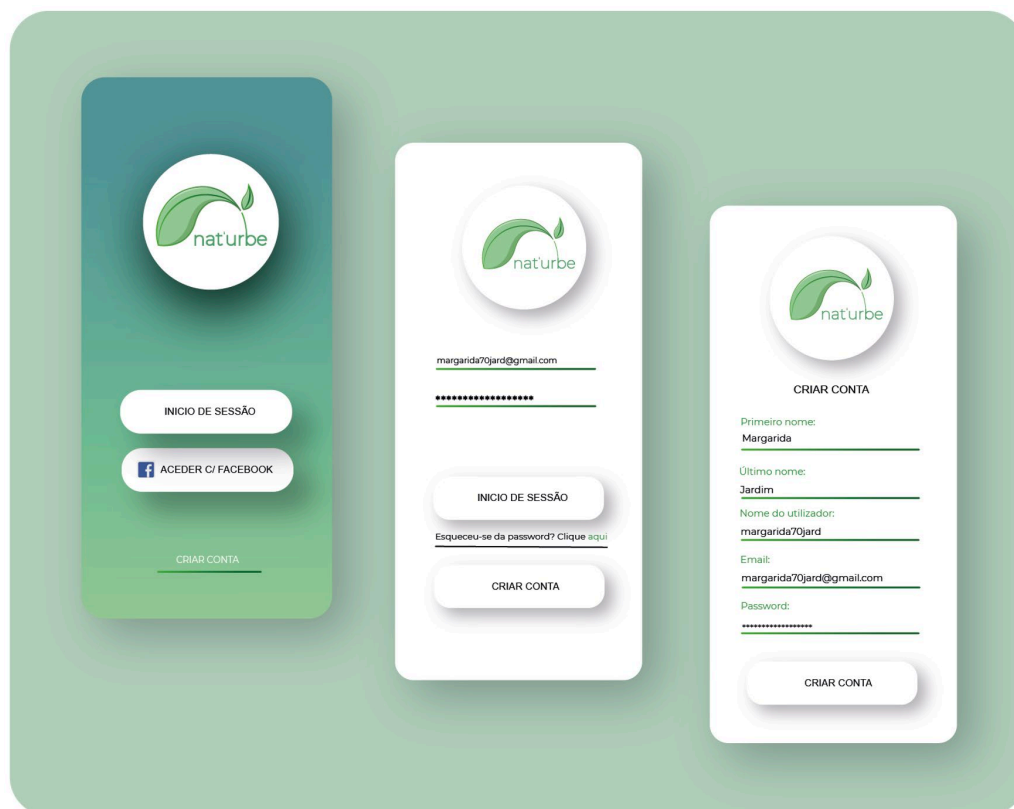 nat'urbe
INICIO DE SESSÃO
ACEDER C/ FACEBOOK
CRIAR CONTA
nat'urbe
margarida70jard@gmail.com
******************
INICIO DE SESSÃO
Esqueceu-se da password? Clique aqui
CRIAR CONTA
nat'urbe
CRIAR CONTA
Primeiro nome:
Margarida
Último nome:
Jardim
Nome do utilizador:
margarida70jard
Email:
margarida70jard@gmail.com
Password:
******************
CRIAR CONTA